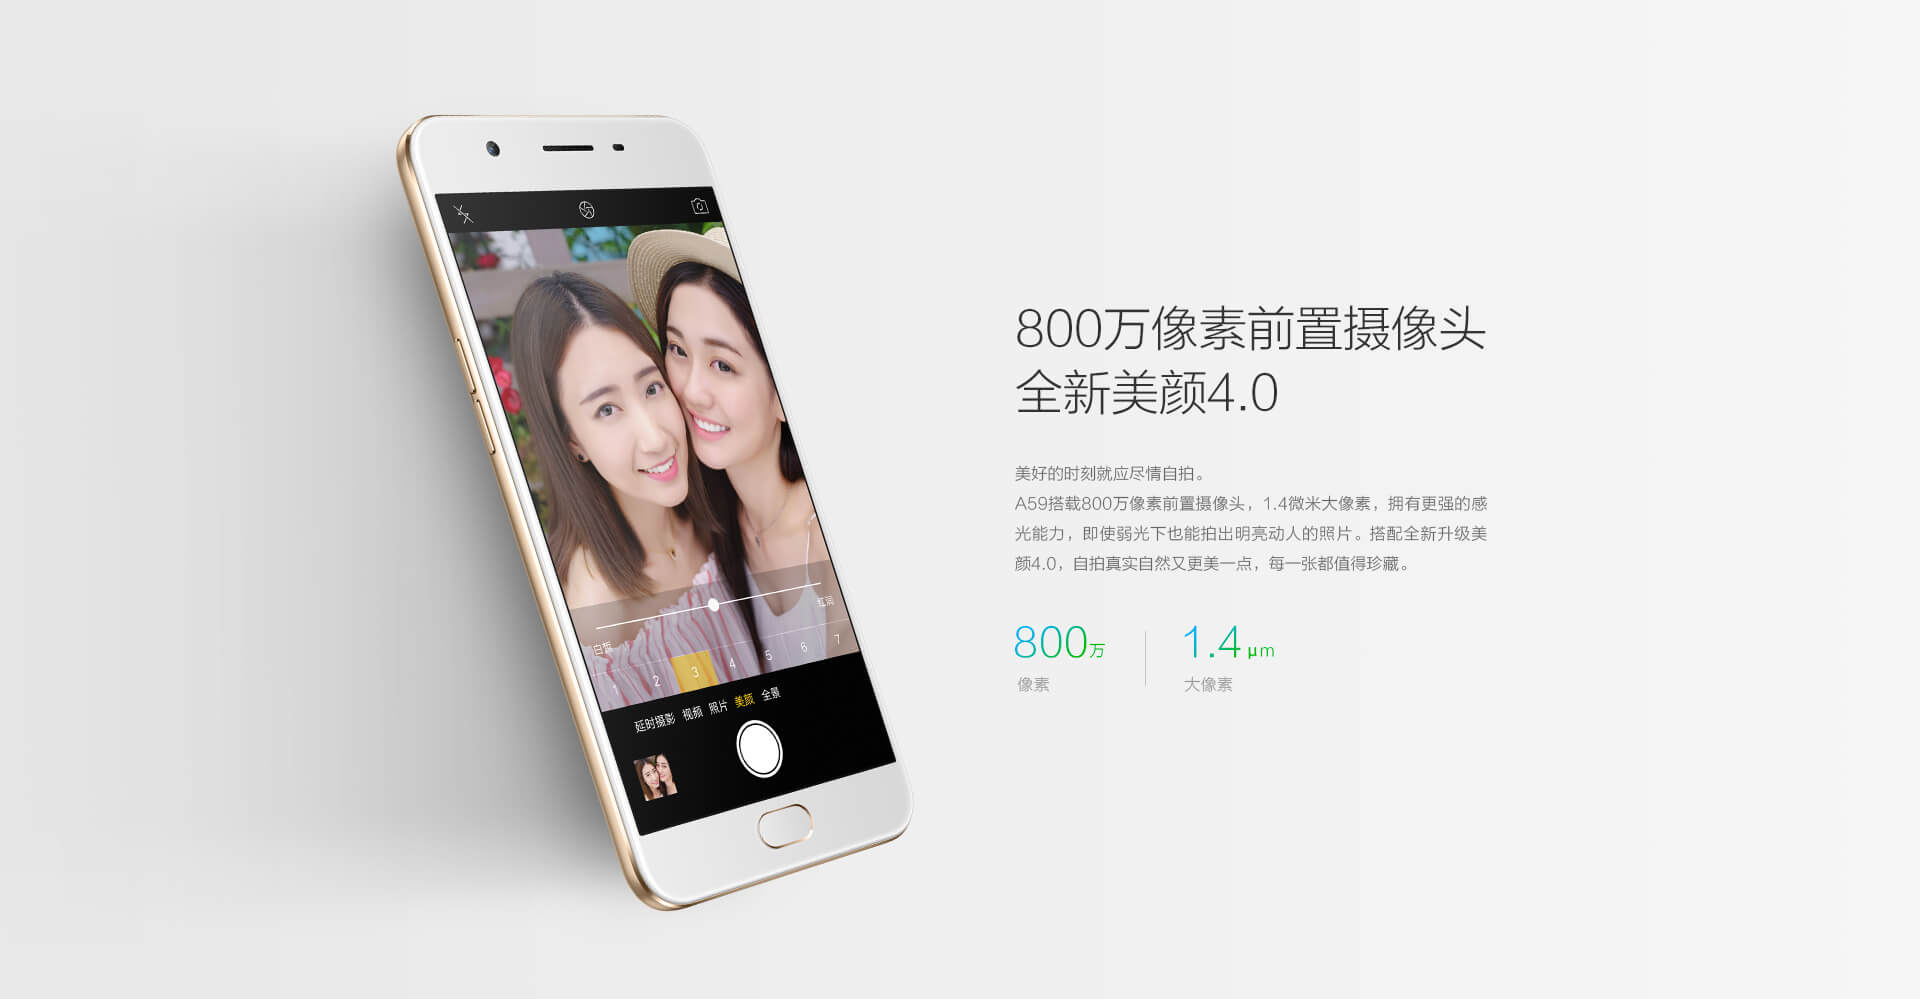 800万像素前置摄像头
全新美颜4.0
美好的时刻就应尽情自拍。
A59搭载800万像素前置摄像头，1.4微米大像素，拥有更强的感
光能力，即使弱光下也能拍出明亮动人的照片。搭配全新升级美
颜4.0，自拍真实自然又更美一点，每一张都值得珍藏。
800万
像素
1.4μm
大像素
白皙
红润
1 2 3 4 5 6 7
延时摄影 视频 照片 美颜 全景